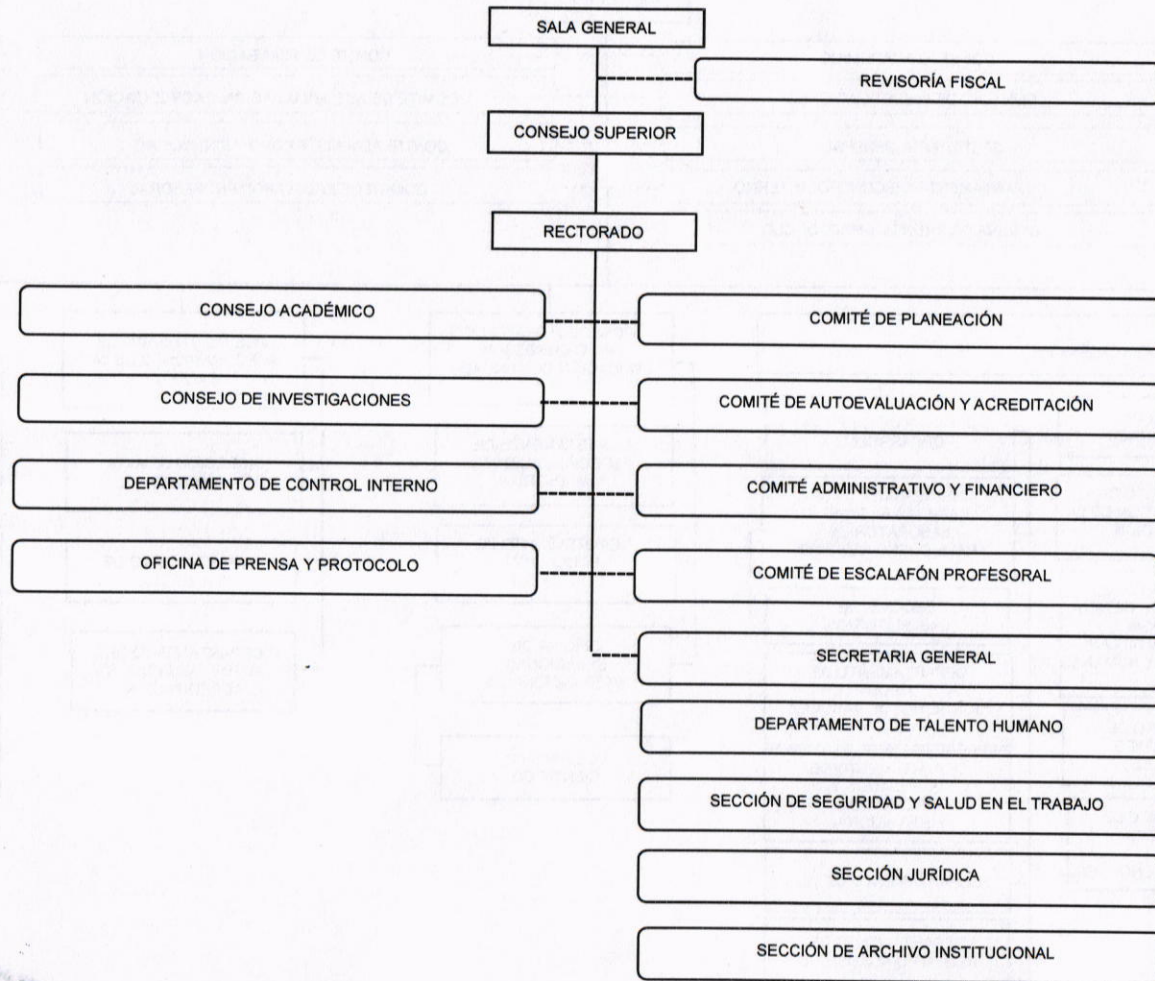 SALA GENERAL
REVISORÍA FISCAL
CONSEJO SUPERIOR
RECTORADO
CONSEJO ACADÉMICO
COMITÉ DE PLANEACIÓN
CONSEJO DE INVESTIGACIONES
COMITÉ DE AUTOEVALUACIÓN Y ACREDITACIÓN
DEPARTAMENTO DE CONTROL INTERNO
COMITÉ ADMINISTRATIVO Y FINANCIERO
OFICINA DE PRENSA Y PROTOCOLO
COMITÉ DE ESCALAFÓN PROFESORAL
SECRETARIA GENERAL
DEPARTAMENTO DE TALENTO HUMANO
SECCIÓN DE SEGURIDAD Y SALUD EN EL TRABAJO
SECCIÓN JURÍDICA
SECCIÓN DE ARCHIVO INSTITUCIONAL